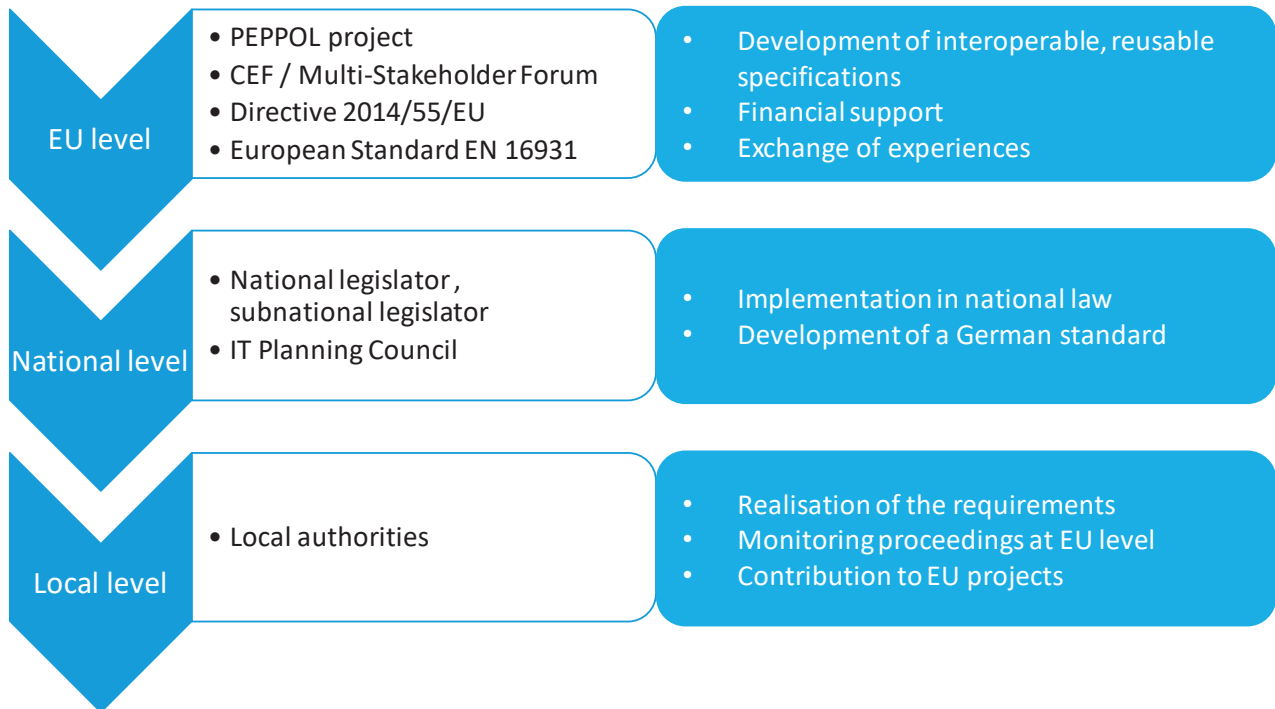 EU level
• PEPPOL project
• CEF / Multi-Stakeholder Forum
• Directive 2014/55/EU
• European Standard EN 16931
• Development of interoperable, reusable
specifications
• Financial support
• Exchange of experiences
National level
• National legislator ,
subnational legislator
• IT Planning Council
• Implementation in national law
• Development of a German standard
Local level
• Local authorities
• Realisation of the requirements
• Monitoring proceedings at EU level
• Contribution to EU projects